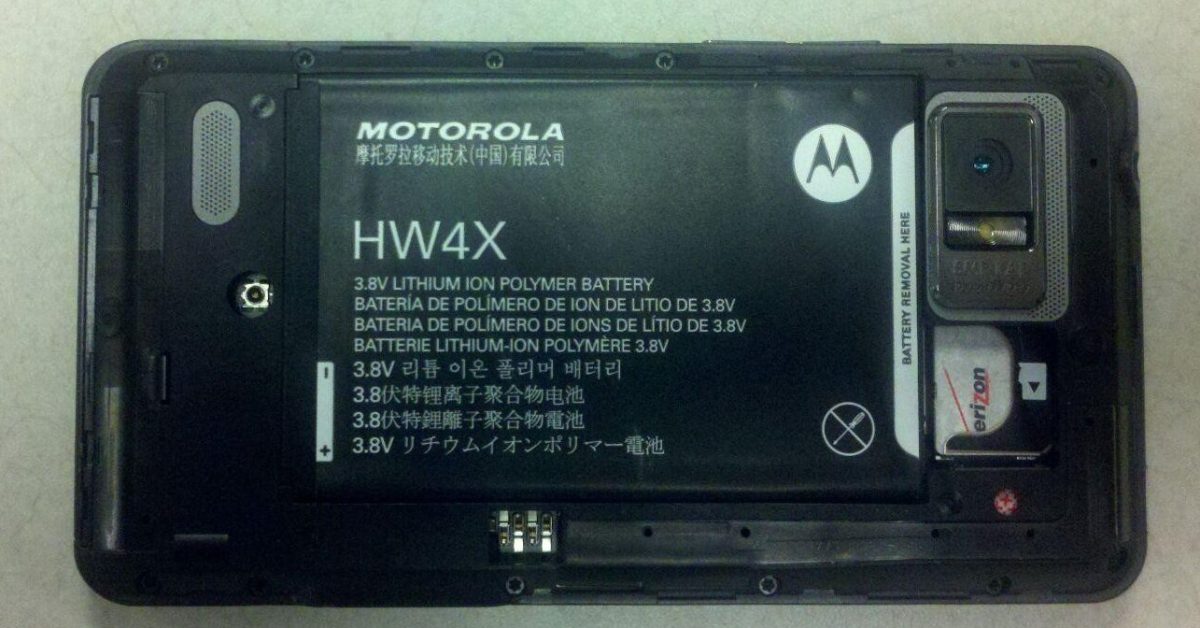 MOTOROLA
摩托罗拉移动技术(中国)有限公司
HW4X
3.8V LITHIUM ION POLYMER BATTERY
BATERÍA DE POLÍMERO DE ION DE LITIO DE 3.8V
BATERIA DE POLÍMERO DE IONS DE LÍTIO DE 3.8V
BATTERIE LITHIUM-ION POLYMÈRE 3.8V
3.8V 리튬 이온 폴리머 배터리
3.8伏特锂离子聚合物电池
3.8伏特鋰離子聚合物電池
3.8V リチウムイオンポリマー電池
- +
BATTERY REMOVAL HERE
erizon